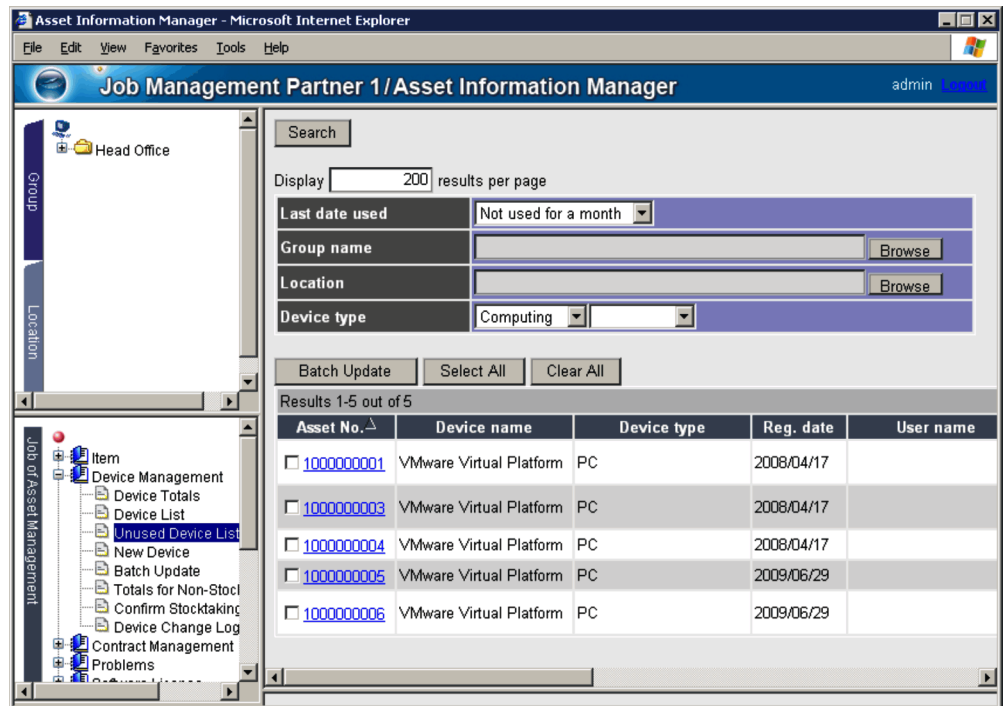 Asset Information Manager - Microsoft Internet Explorer
File Edit View Favorites Tools Help
Job Management Partner 1/Asset Information Manager
admin Logout
Group
Location
Head Office
Search
Display 200 results per page
Last date used Not used for a month
Group name Browse
Location Browse
Device type Computing
Batch Update Select All Clear All
Results 1-5 out of 5
Asset No. Device name Device type Reg. date User name
1000000001 VMware Virtual Platform PC 2008/04/17
1000000003 VMware Virtual Platform PC 2008/04/17
1000000004 VMware Virtual Platform PC 2008/04/17
1000000005 VMware Virtual Platform PC 2009/06/29
1000000006 VMware Virtual Platform PC 2009/06/29
Job of Asset Management
Item
Device Management
Device Totals
Device List
Unused Device List
New Device
Batch Update
Totals for Non-Stocl
Confirm Stocktaking
Device Change Log
Contract Management
Problems